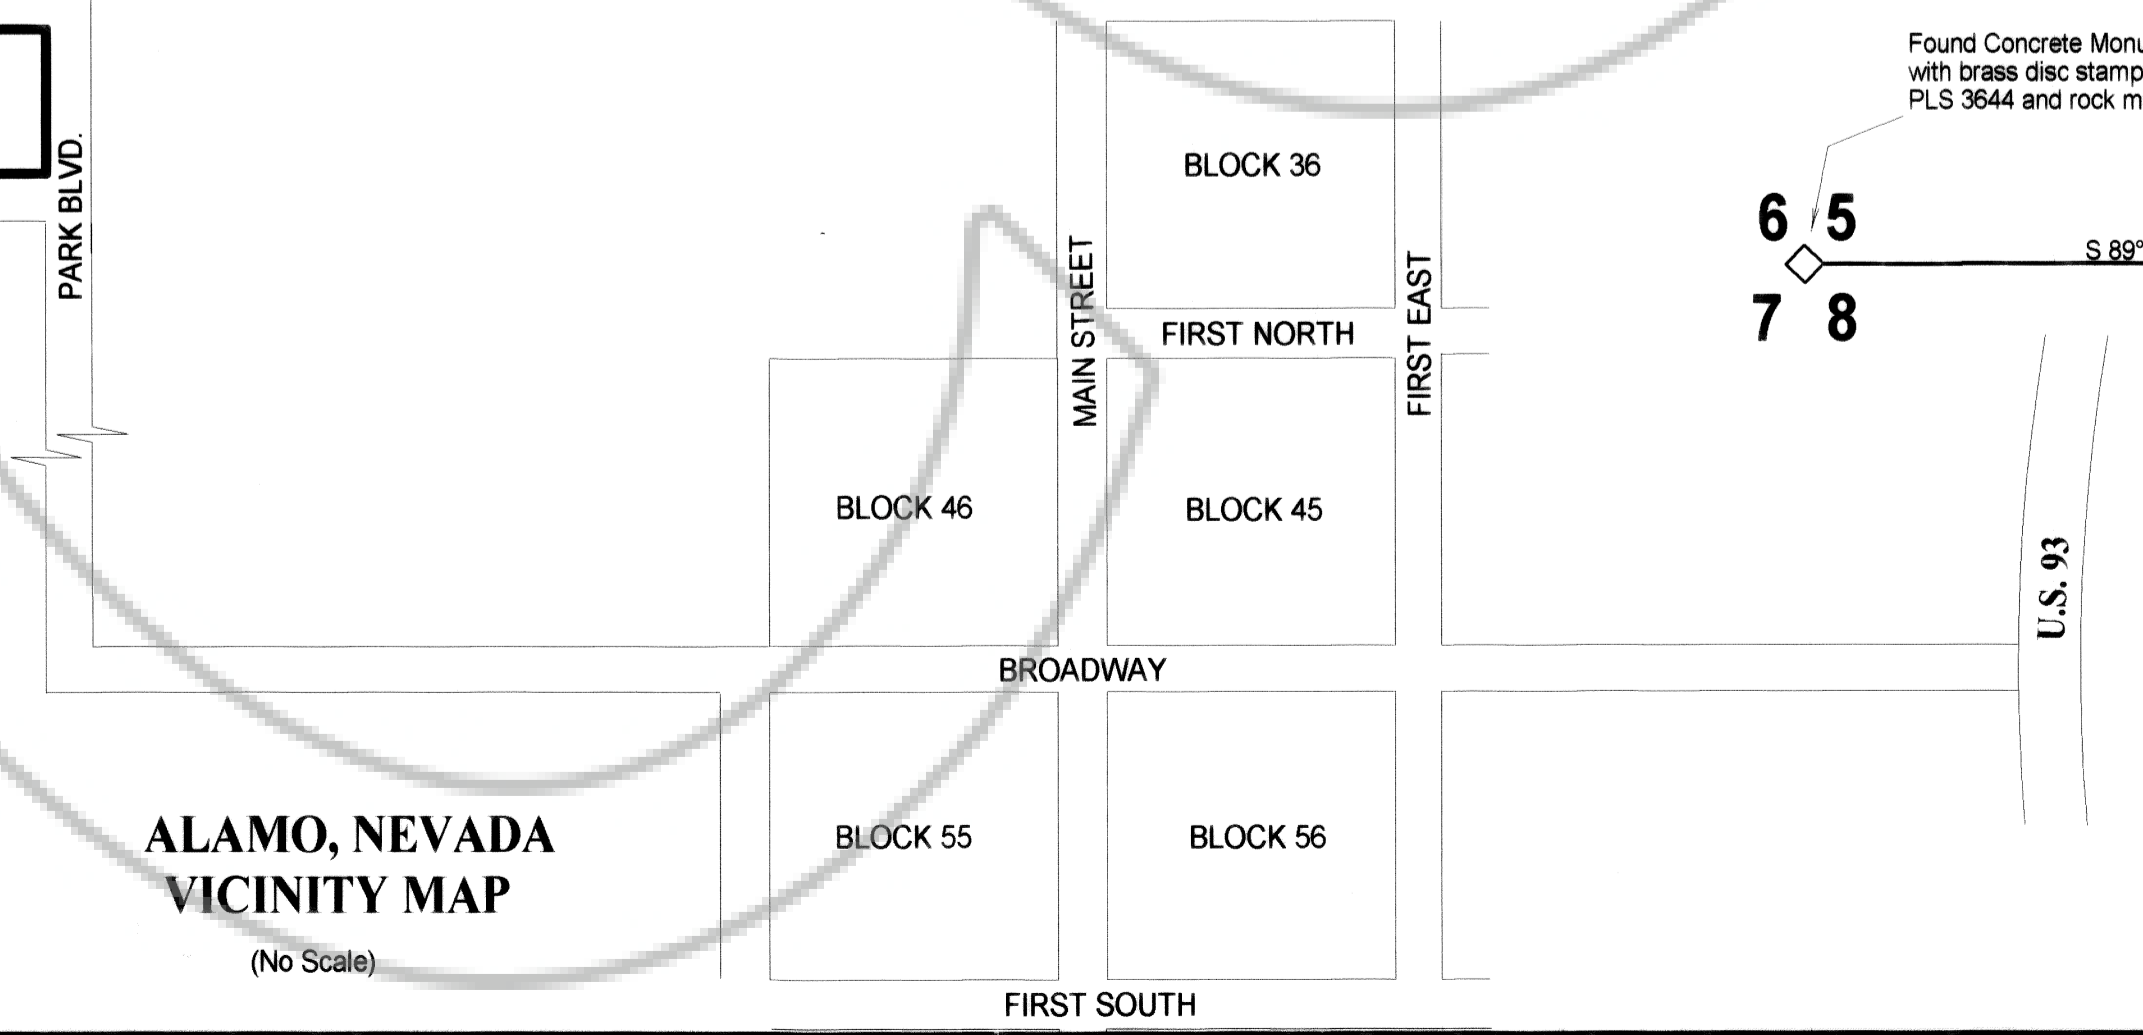 Found Concrete Monu
with brass disc stamp
PLS 3644 and rock m
PARK BLVD.
BLOCK 36
6 5
S 89°
7 8
MAIN STREET
FIRST NORTH
FIRST EAST
BLOCK 46
BLOCK 45
U.S. 93
BROADWAY
ALAMO, NEVADA
VICINITY MAP
(No Scale)
BLOCK 55
BLOCK 56
FIRST SOUTH